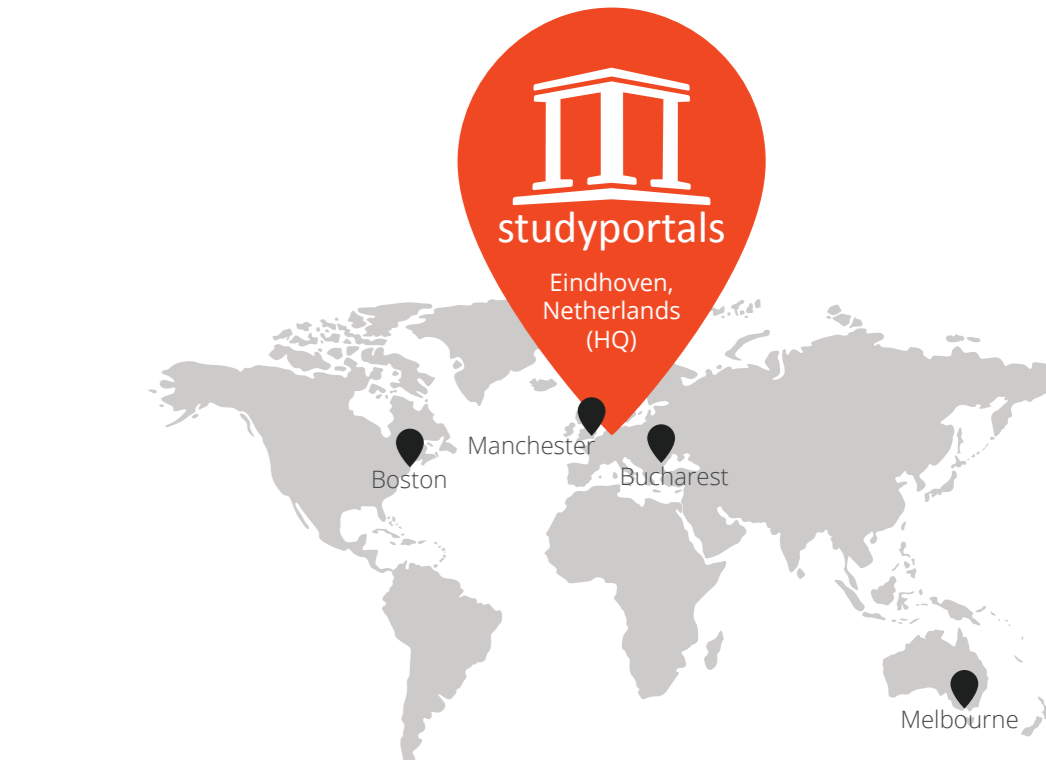 studyportals
Eindhoven,
Netherlands
(HQ)
Manchester
Bucharest
Boston
Melbourne